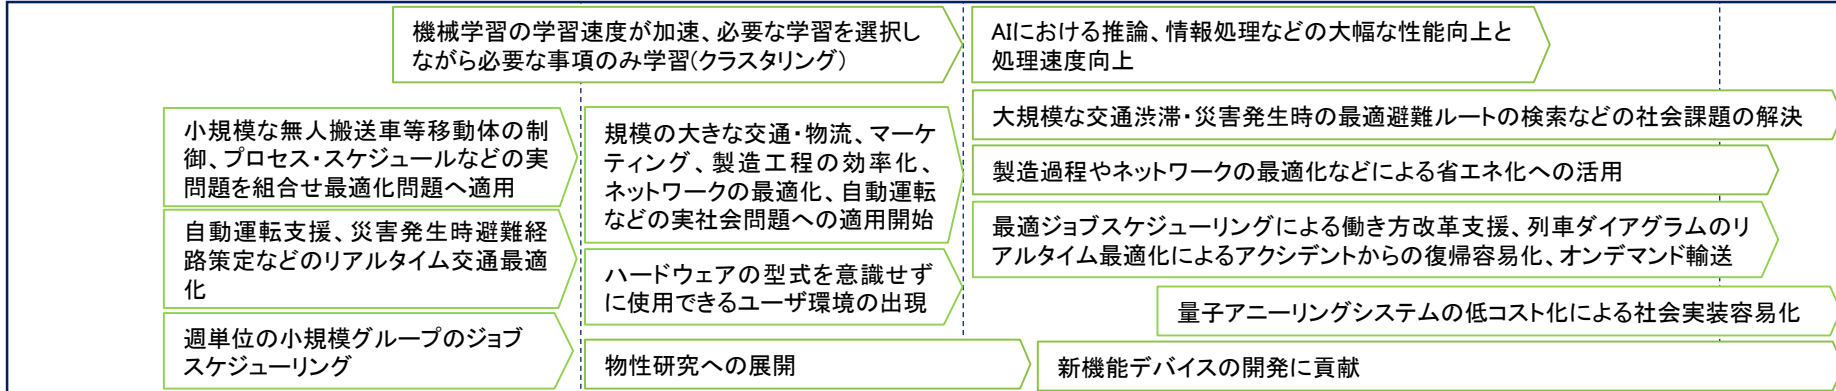 機械学習の学習速度が加速、必要な学習を選択し
ながら必要な事項のみ学習(クラスタリング)
AIにおける推論、情報処理などの大幅な性能向上と
処理速度向上
小規模な無人搬送車等移動体の制
御、プロセス・スケジュールなどの実
問題を組合せ最適化問題へ適用
自動運転支援、災害発生時避難経
路策定などのリアルタイム交通最適
化
週単位の小規模グループのジョブ
スケジューリング
規模の大きな交通・物流、マーケ
ティング、製造工程の効率化、
ネットワークの最適化、自動運転
などの実社会問題への適用開始
ハードウェアの型式を意識せず
に使用できるユーザ環境の出現
物性研究への展開
大規模な交通渋滞・災害発生時の最適避難ルートの検索などの社会課題の解決
製造過程やネットワークの最適化などによる省エネ化への活用
最適ジョブスケジューリングによる働き方改革支援、列車ダイアグラムのリ
アルタイム最適化によるアクシデントからの復帰容易化、オンデマンド輸送
量子アニーリングシステムの低コスト化による社会実装容易化
新機能デバイスの開発に貢献